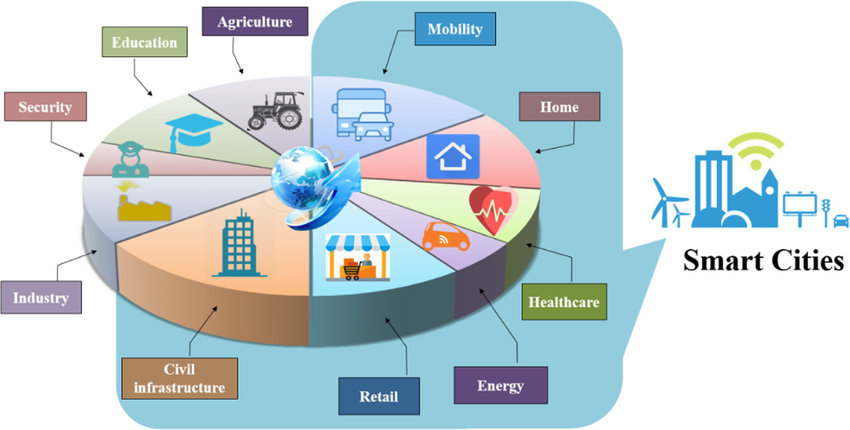 Agriculture
Mobility
Education
Security
Home
Smart Cities
Industry
Healthcare
Civil
infrastructure
Retail
Energy